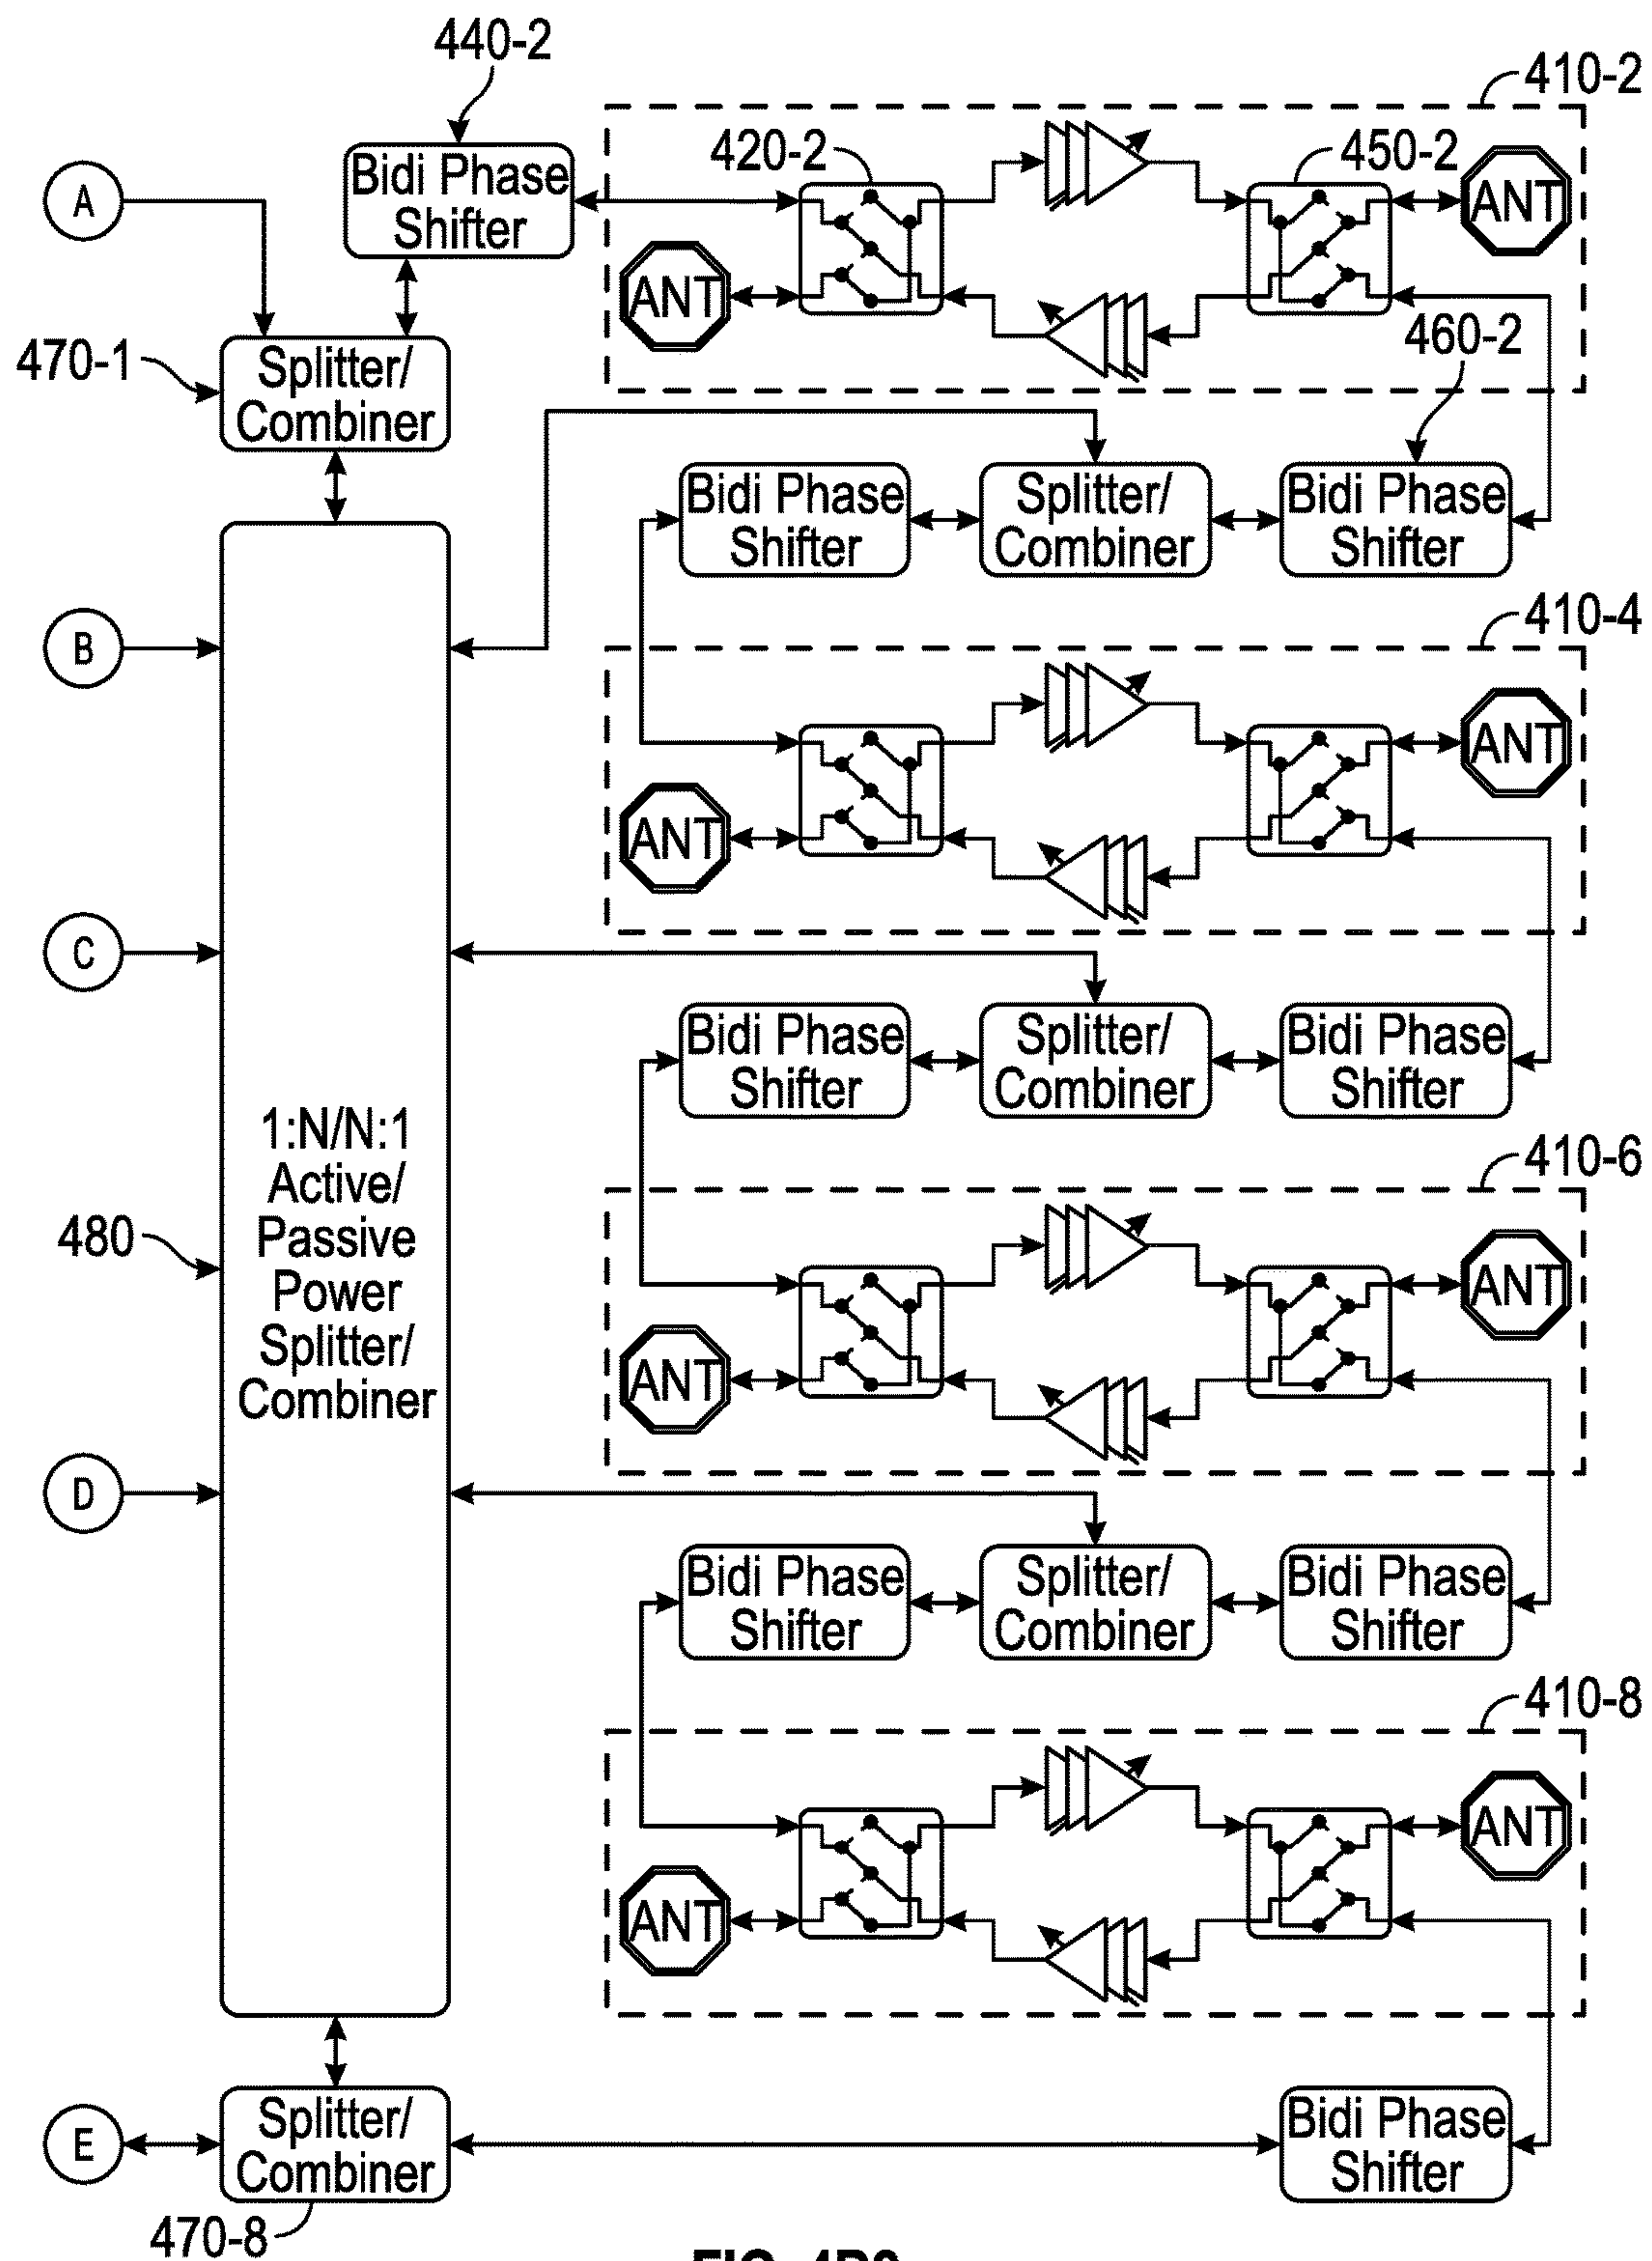 440-2
410-2
420-2
450-2
A
Bidi Phase
Shifter
ANT
ANT
470-1
Splitter/
Combiner
460-2
Bidi Phase
Shifter
Splitter/
Combiner
Bidi Phase
Shifter
410-4
B
ANT
ANT
C
Bidi Phase
Shifter
Splitter/
Combiner
Bidi Phase
Shifter
1:N/N:1
Active/
Passive
Power
Splitter/
Combiner
480
410-6
ANT
ANT
D
Bidi Phase
Shifter
Splitter/
Combiner
Bidi Phase
Shifter
410-8
ANT
ANT
E
Splitter/
Combiner
Bidi Phase
Shifter
470-8